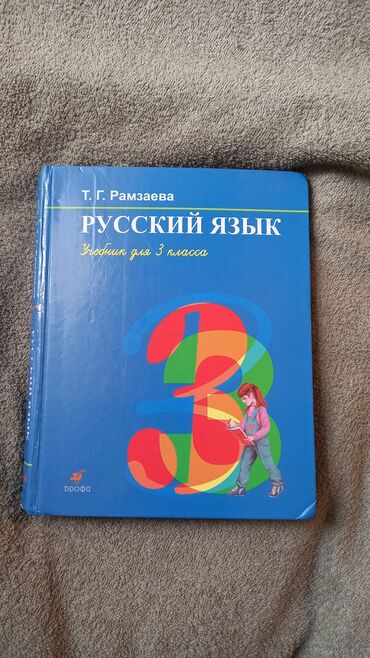 Т. Г. Рамзаева
РУССКИЙ ЯЗЫК
Учебник для 3 класса
3
дрофа